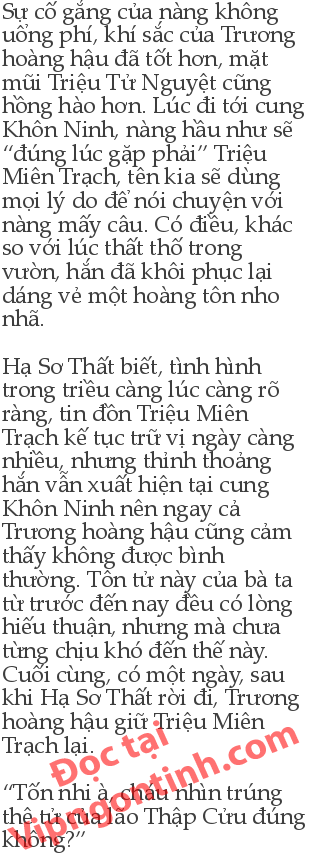 Sự cố gắng của nàng không
uổng phí, khí sắc của Trương
hoàng hậu đã tốt hơn, mặt
mũi Triệu Tử Nguyệt cũng
hồng hào hơn. Lúc đi tới cung
Khôn Ninh, nàng hầu như sẽ
“đúng lúc gặp phải” Triệu
Miên Trạch, tên kia sẽ dùng
mọi lý do để nói chuyện với
nàng mấy câu. Có điều, khác
so với lúc thất thố trong
vườn, hắn đã khôi phục lại
dáng vẻ một hoàng tôn nho
nhã.
Hạ Sơ Thất biết, tình hình
trong triều càng lúc càng rõ
ràng, tin đồn Triệu Miên
Trạch kế tục trữ vị ngày càng
nhiều, nhưng thỉnh thoảng
hắn vẫn xuất hiện tại cung
Khôn Ninh nên ngay cả
Trương hoàng hậu cũng cảm
thấy không được bình
thường. Tôn tử này của bà ta
từ trước đến nay đều có lòng
hiếu thuận, nhưng mà chưa
từng chịu khó đến thế này.
Cuối cùng, có một ngày, sau
khi Hạ Sơ Thất rời đi, Trương
hoàng hậu giữ Triệu Miên
Trạch lại.
“Tốn nhi à, cháu nhìn trúng
thê tử của lão Thập Cửu đúng
không?”
Đọc tại
Vipngontinh.com